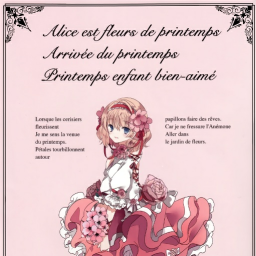 Alice est fleurs de printemps
Arrivée du printemps
Printemps enfant bien-aimé
Lorsque les cerisiers
fleurissent
Je me sens la venue
du printemps.
Pétales tourbillonnent
autour
papillons faire des rêves.
Car je ne fressure l'Anémone
Aller dans
le jardin de fleurs.